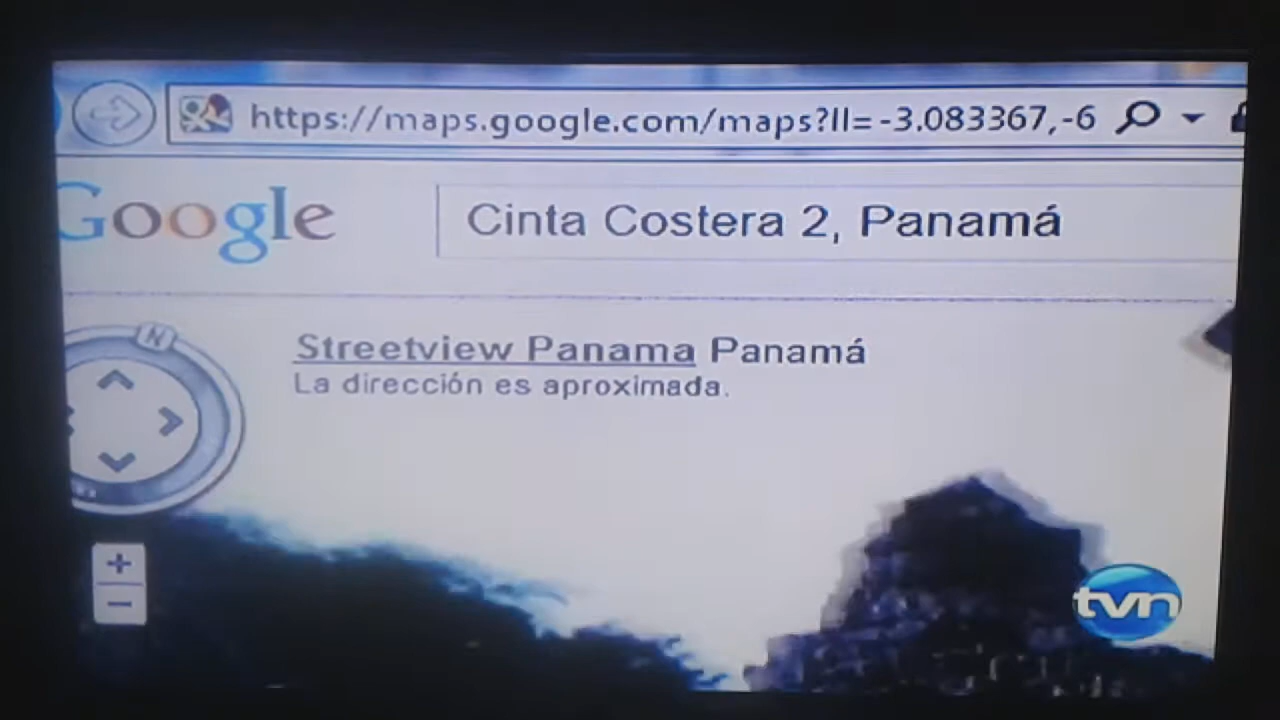 https://maps.google.com/maps?ll=-3.083367,-6
Google
Cinta Costera 2, Panamá
N
Streetview Panama Panamá
La dirección es aproximada.
+
−
tvn